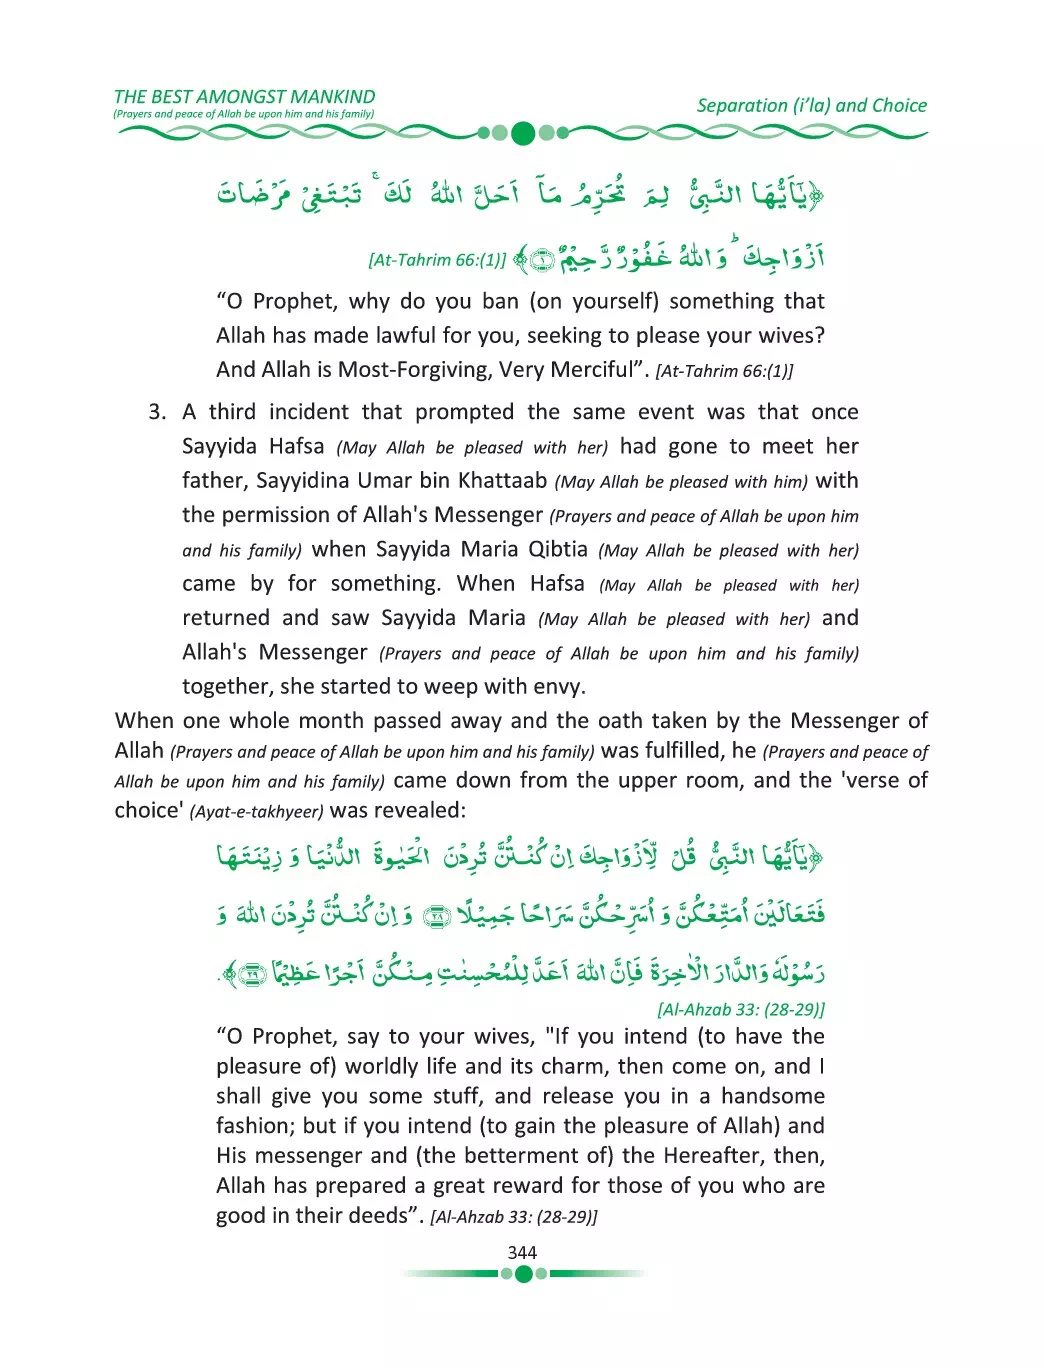 THE BEST AMONGST MANKIND
(Prayers and peace of Allah be upon him and his family)
Separation (i’la) and Choice
﴿يٰٓاَيُّهَا النَّبِيُّ لِمَ تُحَرِّمُ مَآ اَحَلَّ اللهُ لَكَ ۚ تَبْتَغِيْ مَرْضَاتَ
اَزْوَاجِكَ ؕ وَاللهُ غَفُوْرٌ رَّحِيْمٌ ۝۱﴾ [At-Tahrim 66:(1)]
“O Prophet, why do you ban (on yourself) something that
Allah has made lawful for you, seeking to please your wives?
And Allah is Most-Forgiving, Very Merciful”. [At-Tahrim 66:(1)]
3. A third incident that prompted the same event was that once
Sayyida Hafsa (May Allah be pleased with her) had gone to meet her
father, Sayyidina Umar bin Khattaab (May Allah be pleased with him) with
the permission of Allah's Messenger (Prayers and peace of Allah be upon him
and his family) when Sayyida Maria Qibtia (May Allah be pleased with her)
came by for something. When Hafsa (May Allah be pleased with her)
returned and saw Sayyida Maria (May Allah be pleased with her) and
Allah's Messenger (Prayers and peace of Allah be upon him and his family)
together, she started to weep with envy.
When one whole month passed away and the oath taken by the Messenger of
Allah (Prayers and peace of Allah be upon him and his family) was fulfilled, he (Prayers and peace of
Allah be upon him and his family) came down from the upper room, and the 'verse of
choice' (Ayat-e-takhyeer) was revealed:
﴿يٰٓاَيُّهَا النَّبِيُّ قُلْ لِّاَزْوَاجِكَ اِنْ كُنْتُنَّ تُرِدْنَ الْحَيٰوةَ الدُّنْيَا وَ زِيْنَتَهَا
فَتَعَالَيْنَ اُمَتِّعْكُنَّ وَ اُسَرِّحْكُنَّ سَرَاحًا جَمِيْلًا ۝۲۸ وَ اِنْ كُنْتُنَّ تُرِدْنَ اللهَ وَ
رَسُوْلَهٗ وَالدَّارَ الْاٰخِرَةَ فَاِنَّ اللهَ اَعَدَّ لِلْمُحْسِنٰتِ مِنْكُنَّ اَجْرًا عَظِيْمًا ۝۲۹﴾.
[Al-Ahzab 33: (28-29)]
“O Prophet, say to your wives, "If you intend (to have the
pleasure of) worldly life and its charm, then come on, and I
shall give you some stuff, and release you in a handsome
fashion; but if you intend (to gain the pleasure of Allah) and
His messenger and (the betterment of) the Hereafter, then,
Allah has prepared a great reward for those of you who are
good in their deeds”. [Al-Ahzab 33: (28-29)]
344